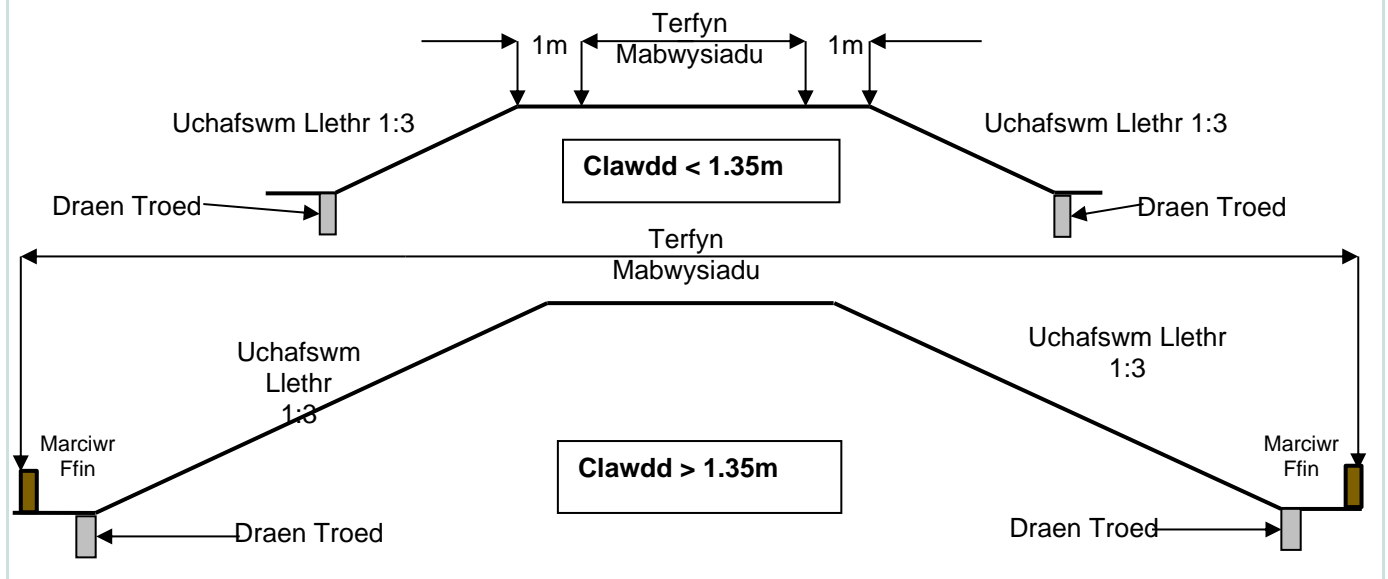 Terfyn
Mabwysiadu
1m
1m
Uchafswm Llethr 1:3
Uchafswm Llethr 1:3
Clawdd < 1.35m
Draen Troed
Draen Troed
Terfyn
Mabwysiadu
Uchafswm
Llethr
1:3
Uchafswm Llethr
1:3
Marciwr
Ffin
Marciwr
Ffin
Clawdd > 1.35m
Draen Troed
Draen Troed